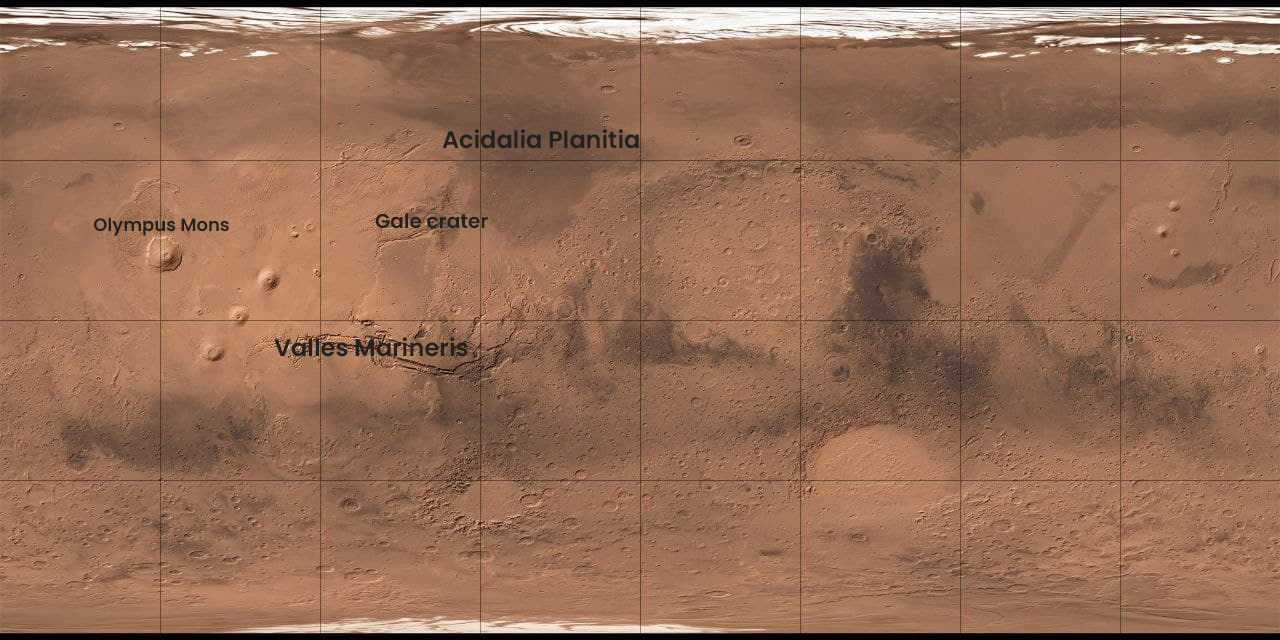 Acidalia Planitia
Olympus Mons
Gale crater
Valles Marineris